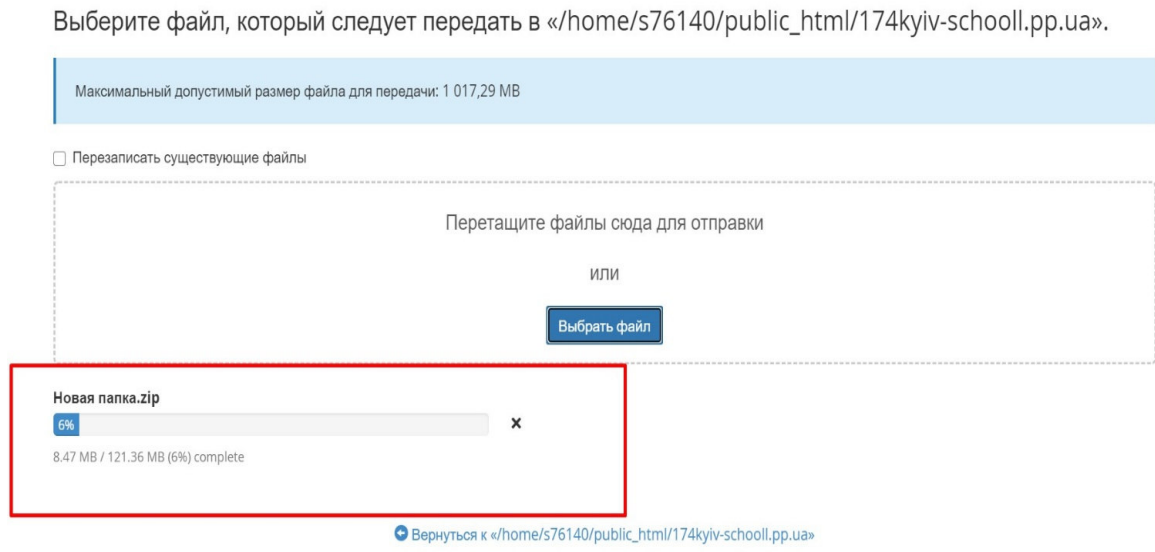 Выберите файл, который следует передать в «/home/s76140/public_html/174kyiv-schooll.pp.ua».
Максимальный допустимый размер файла для передачи: 1 017,29 MB
Перезаписать существующие файлы
Перетащите файлы сюда для отправки
или
Выбрать файл
Новая папка.zip
6%
8.47 MB / 121.36 MB (6%) complete
Вернуться к «/home/s76140/public_html/174kyiv-schooll.pp.ua»